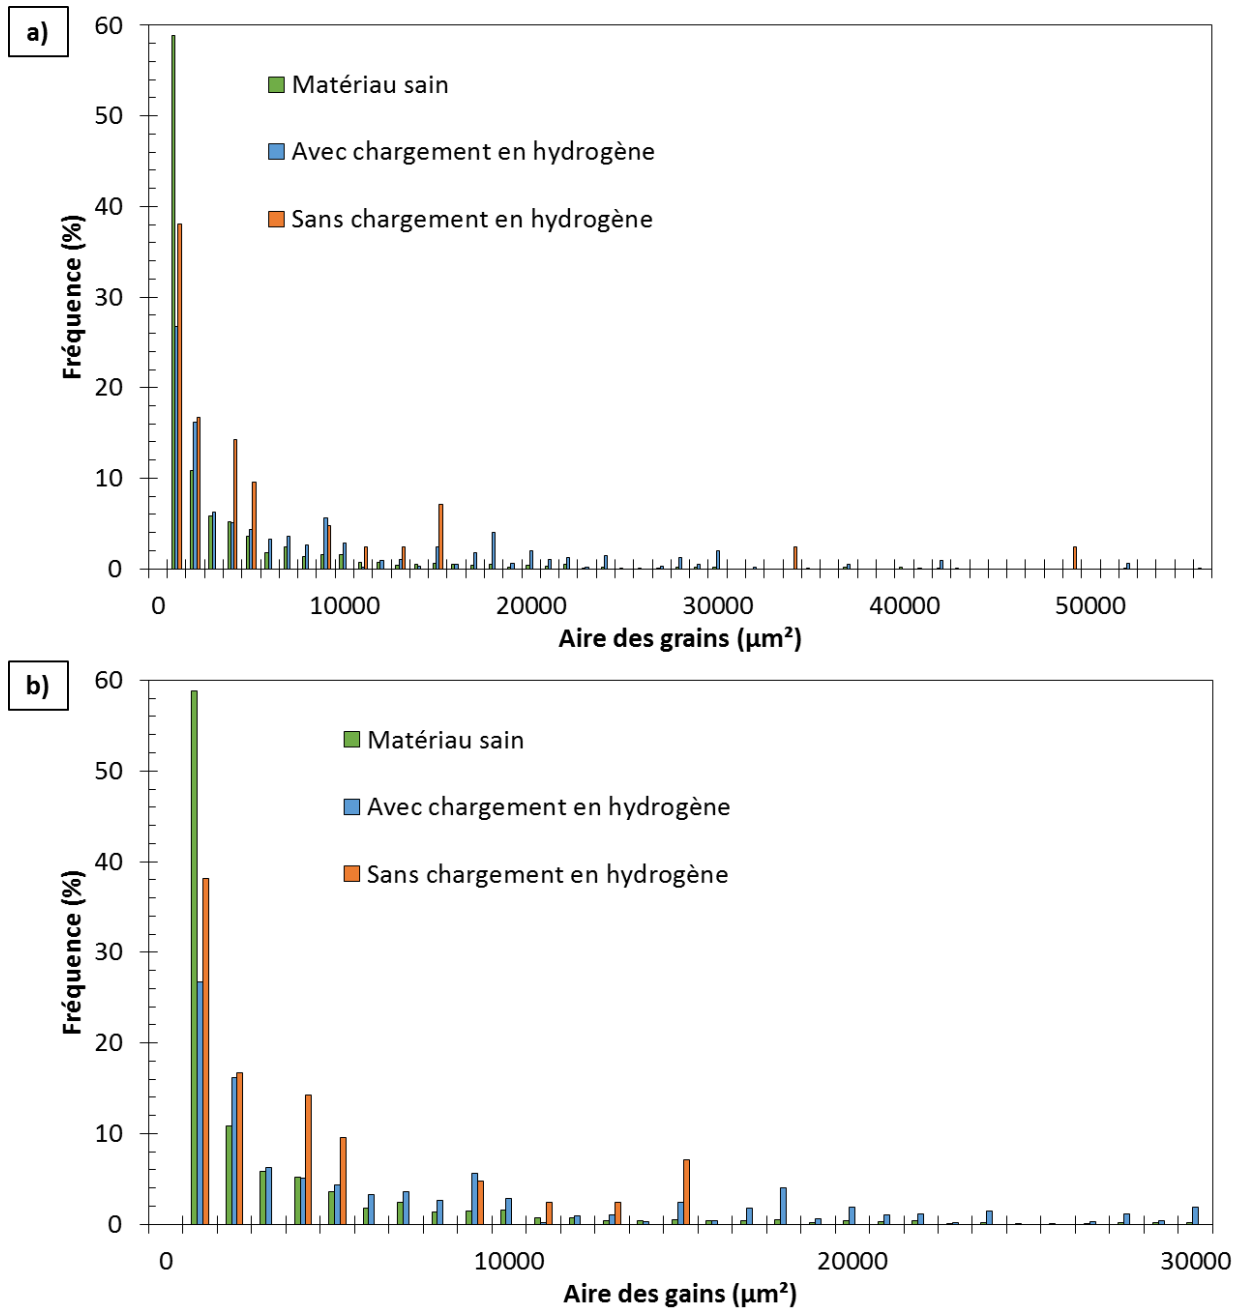 a)
60
Matériau sain
50
Avec chargement en hydrogène
40
Sans chargement en hydrogène
30
20
10
0
Fréquence (%)
0 10000 20000 30000 40000 50000
Aire des grains (µm²)
b)
60
Matériau sain
50
Avec chargement en hydrogène
40
Sans chargement en hydrogène
30
20
10
0
Fréquence (%)
0 10000 20000 30000
Aire des gains (µm²)